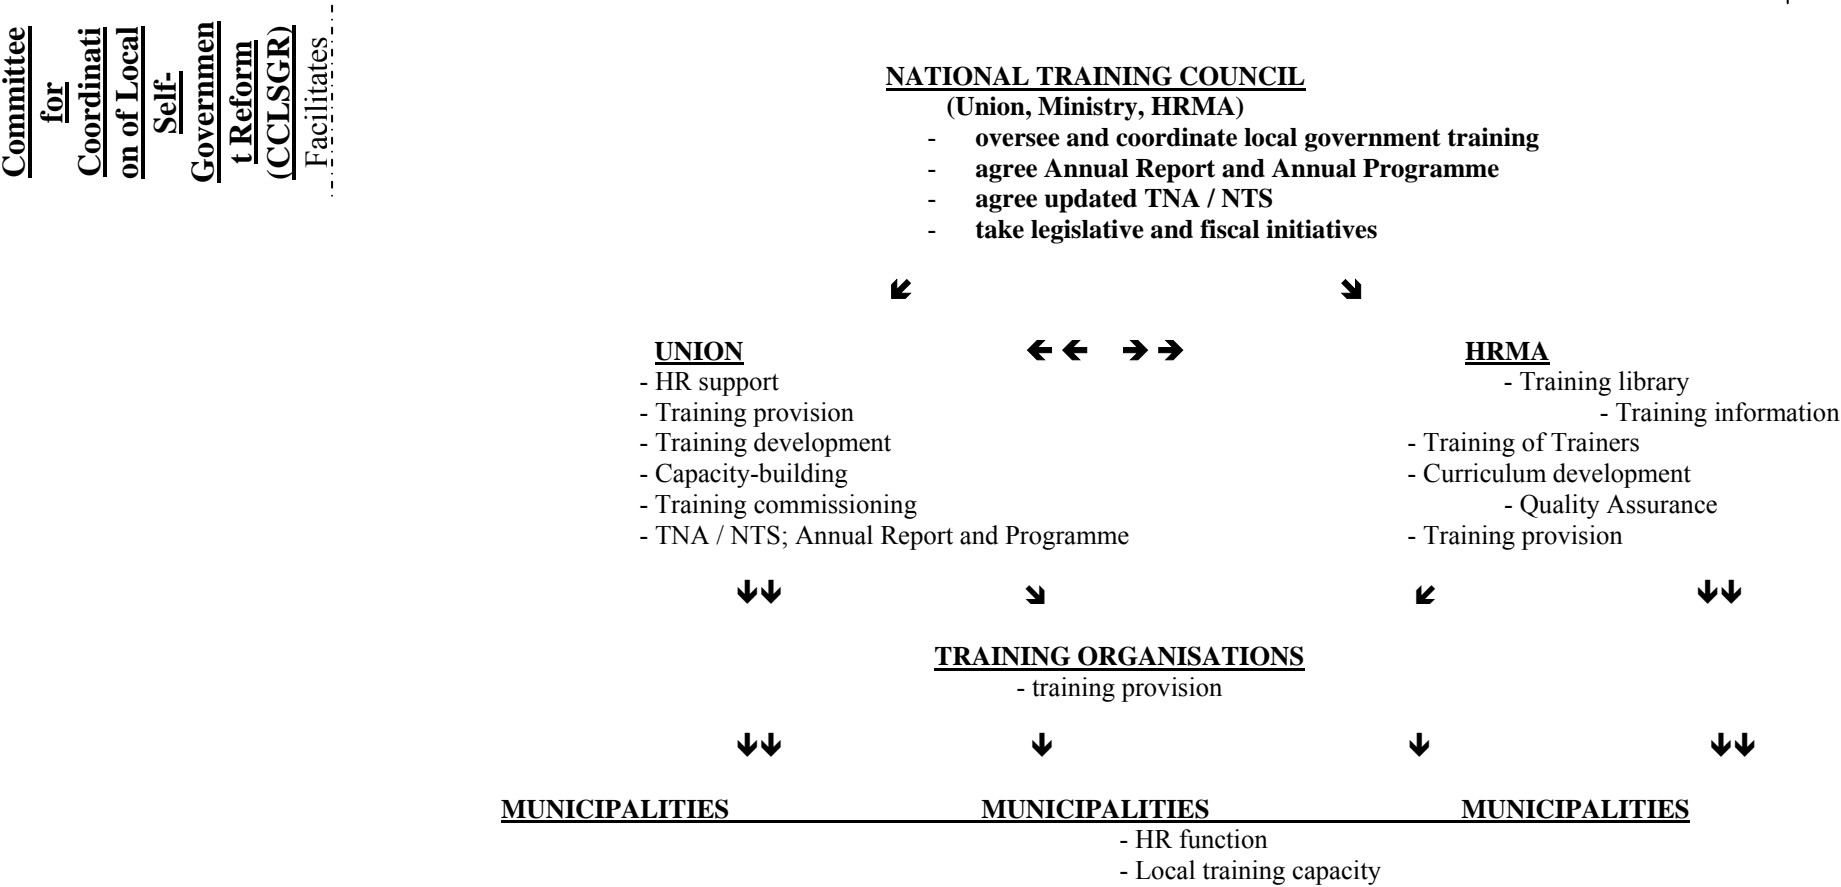 Committee
for
Coordinati
on of Local
Self-
Governmen
t Reform
(CCLSGR)
Facilitates
NATIONAL TRAINING COUNCIL
(Union, Ministry, HRMA)
- oversee and coordinate local government training
- agree Annual Report and Annual Programme
- agree updated TNA / NTS
- take legislative and fiscal initiatives
UNION
- HR support
- Training provision
- Training development
- Capacity-building
- Training commissioning
- TNA / NTS; Annual Report and Programme
HRMA
- Training library
- Training information
- Training of Trainers
- Curriculum development
- Quality Assurance
- Training provision
TRAINING ORGANISATIONS
- training provision
MUNICIPALITIES MUNICIPALITIES MUNICIPALITIES
- HR function
- Local training capacity